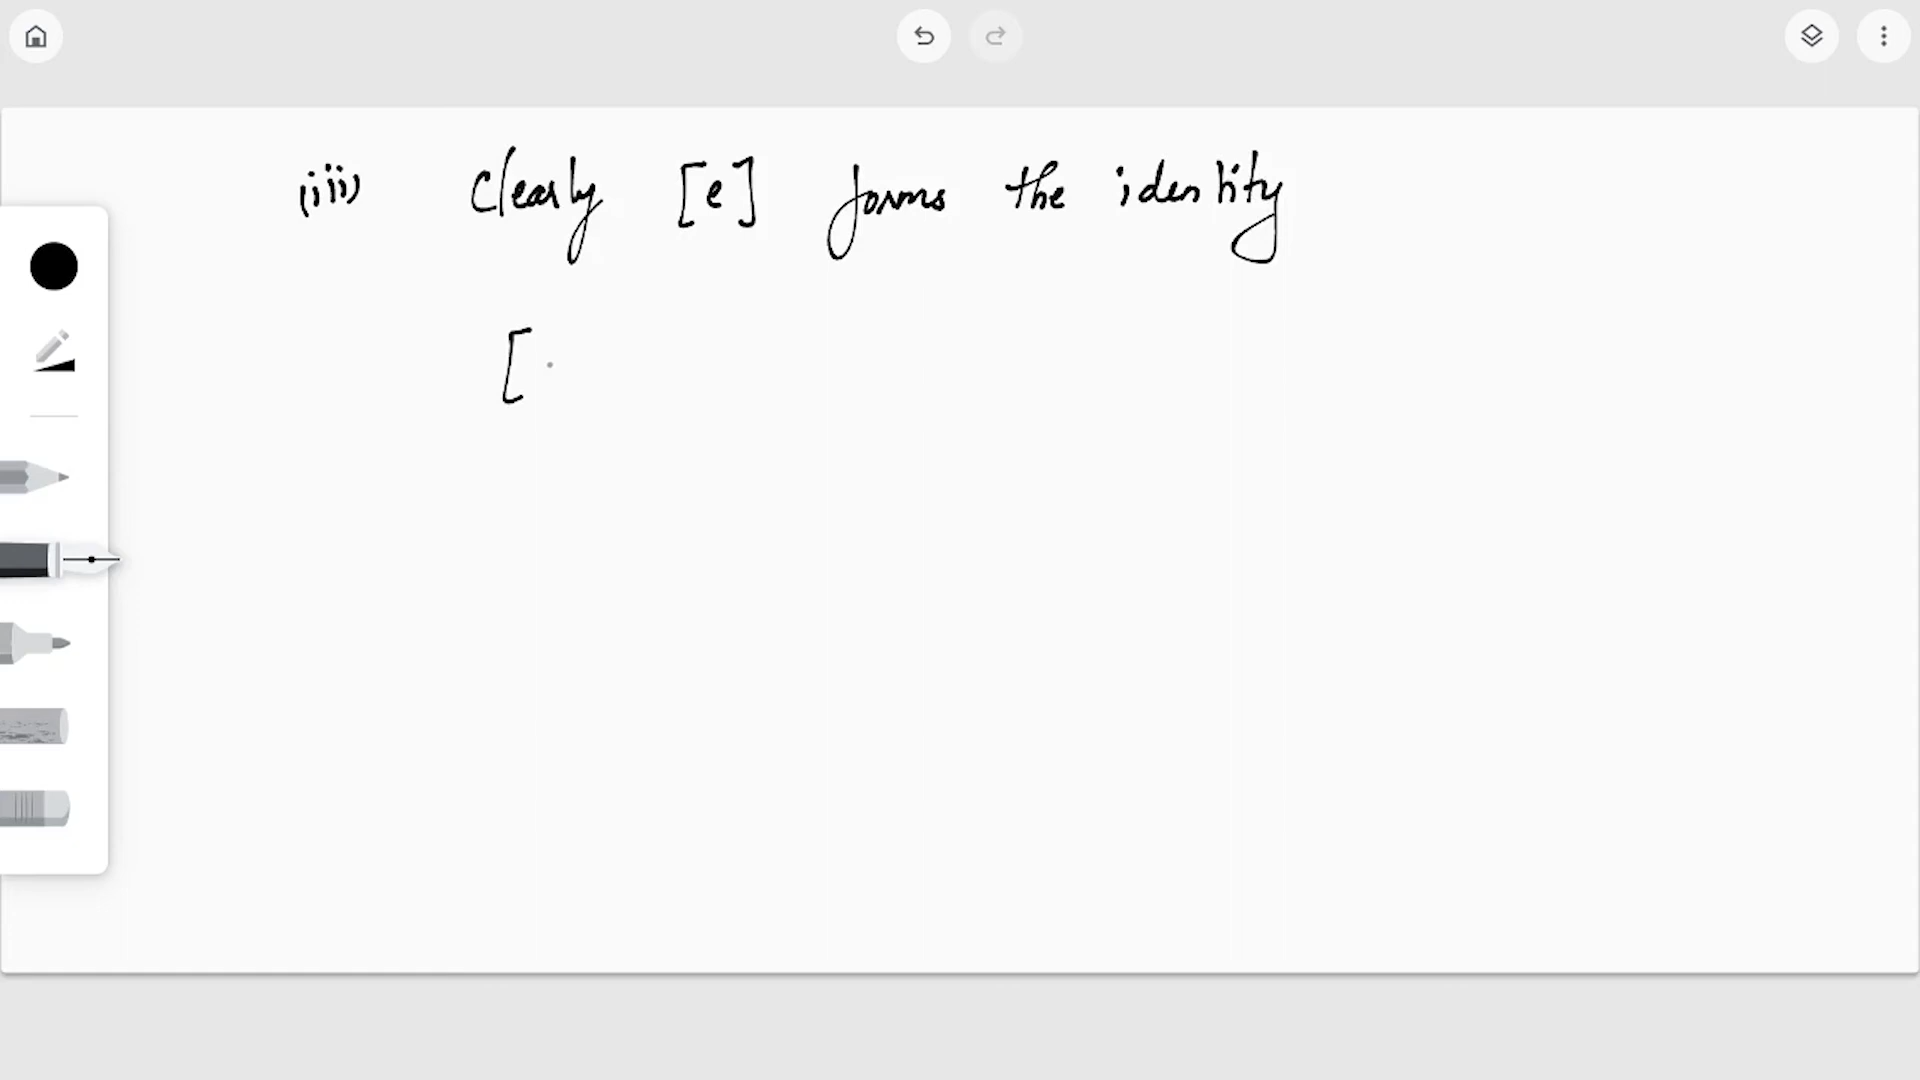 (iii) Clearly [e] forms the identity
[